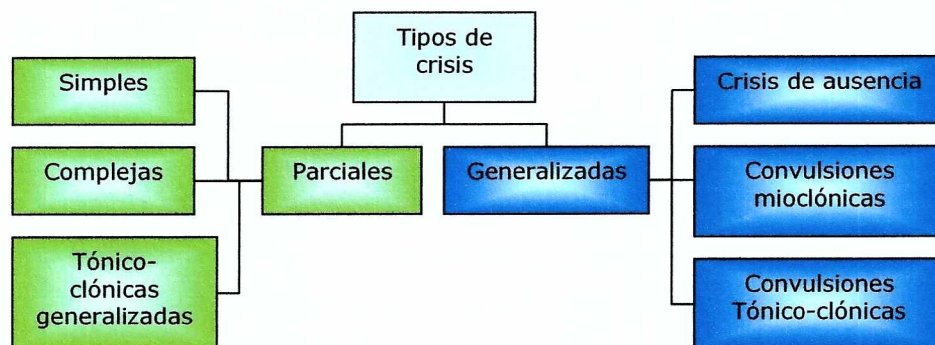 Tipos de
crisis
Simples
Complejas
Tónico-
clónicas
generalizadas
Parciales
Generalizadas
Crisis de ausencia
Convulsiones
mioclónicas
Convulsiones
Tónico-clónicas